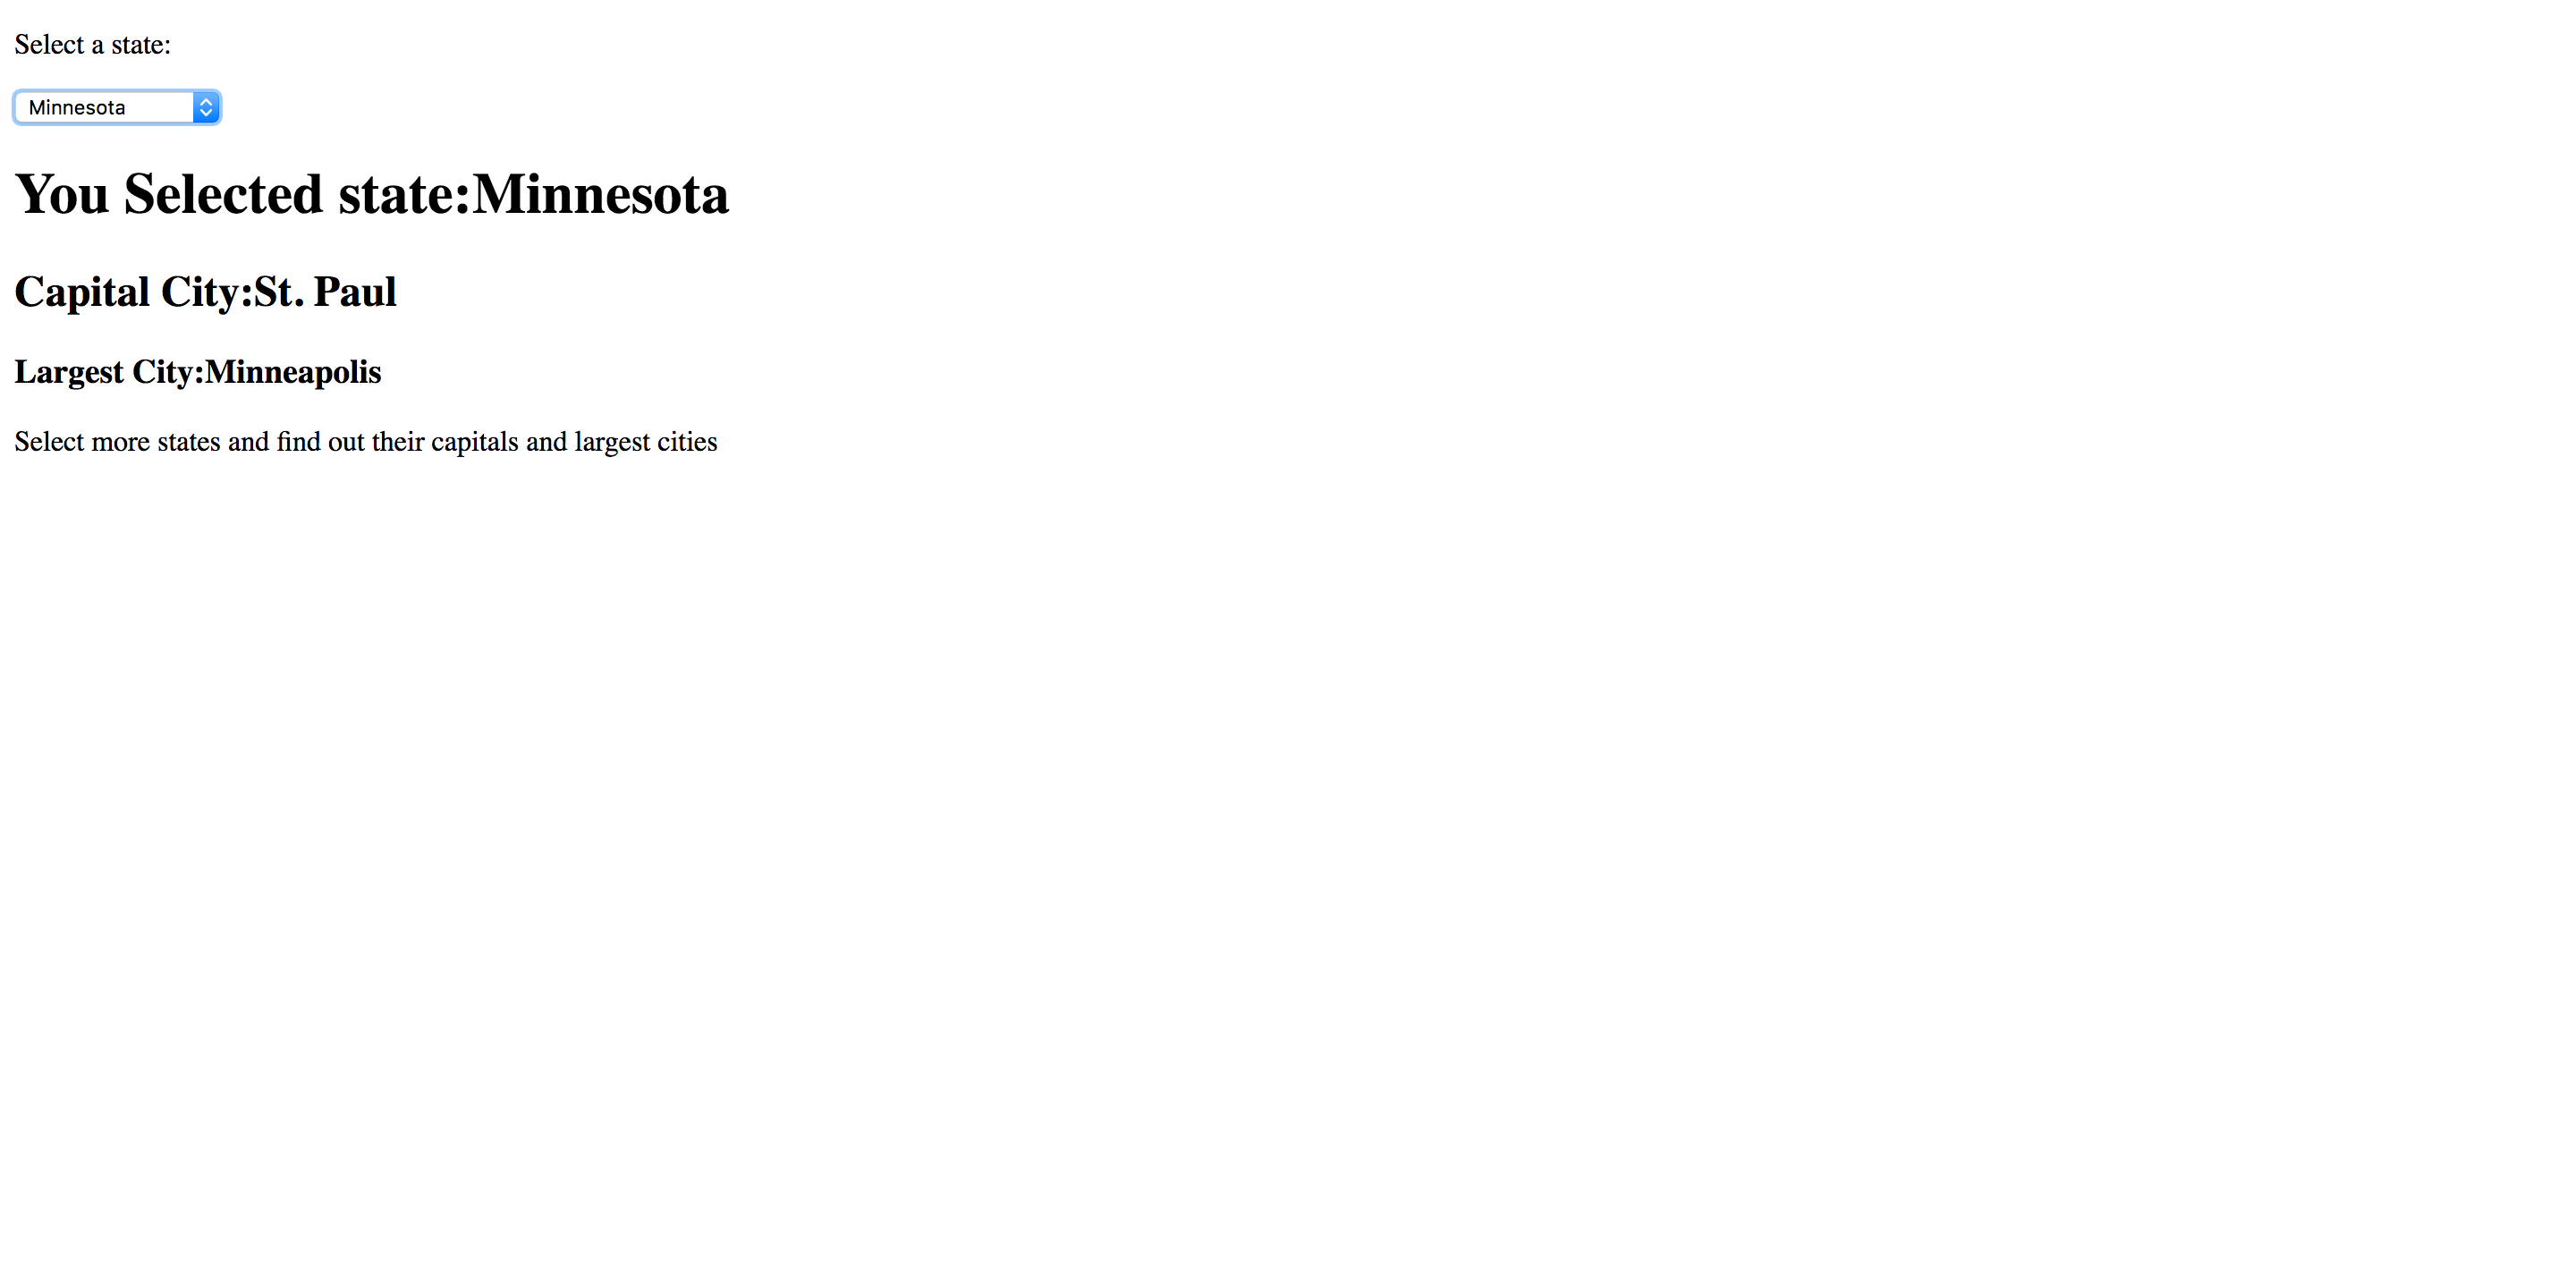 Select a state:
Minnesota
You Selected state:Minnesota
Capital City:St. Paul
Largest City:Minneapolis
Select more states and find out their capitals and largest cities